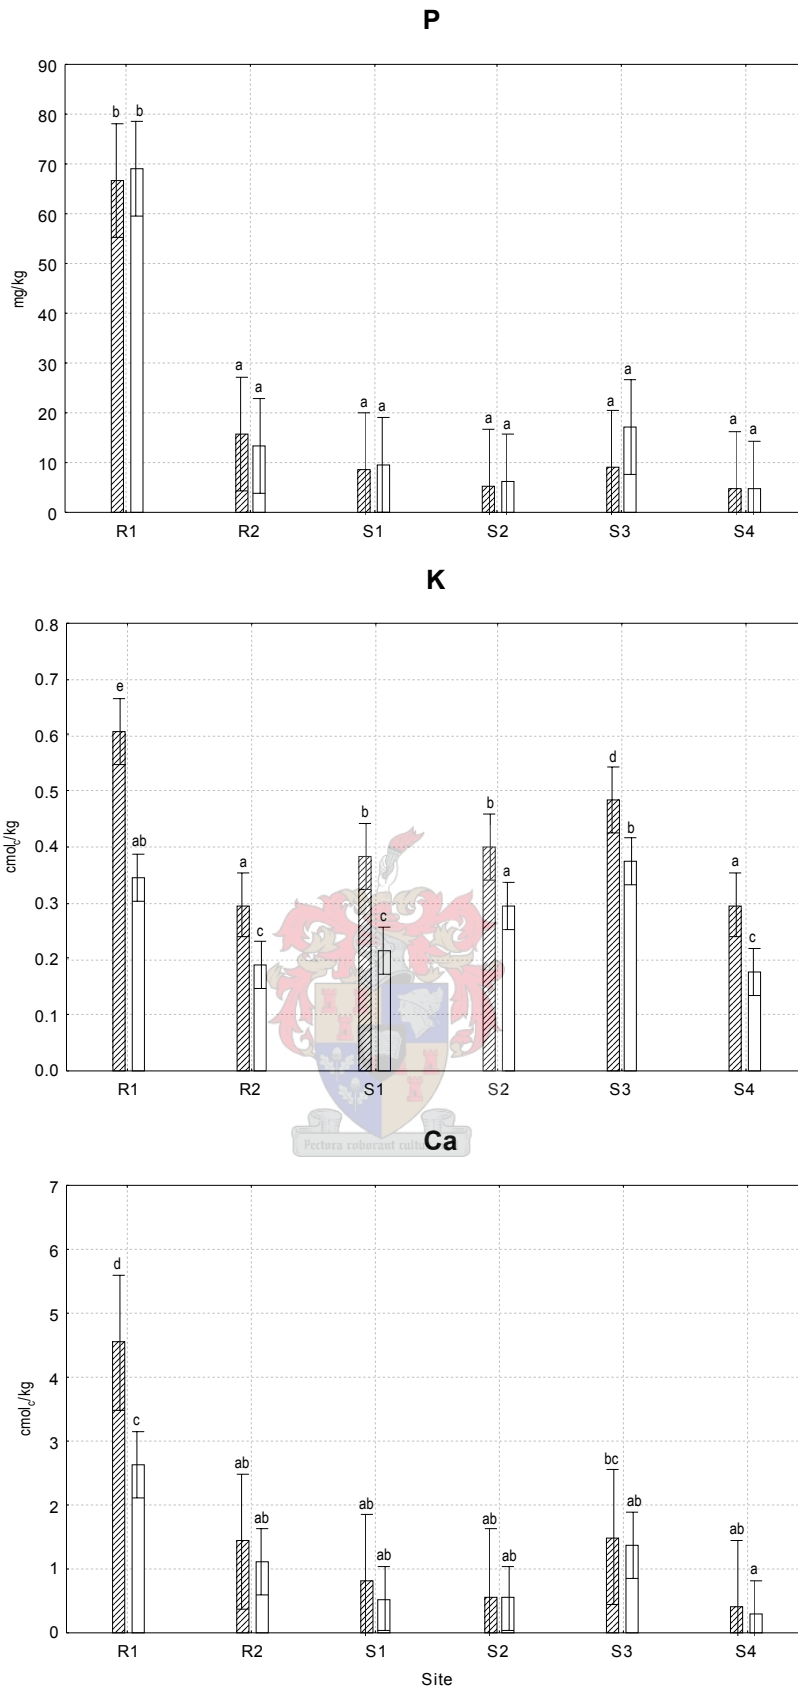 P
90
80
70
60
50
40
30
20
10
0
mg/kg
b b
a a
a a
a a
a a
a a
R1 R2 S1 S2 S3 S4
K
0.8
0.7
0.6
0.5
0.4
0.3
0.2
0.1
0.0
cmolc/kg
e ab
a c
b c
b a
d b
a c
R1 R2 S1 S2 S3 S4
Pectora roborant
Ca
7
6
5
4
3
2
1
0
cmolc/kg
d c
ab ab
ab ab
ab ab
bc ab
ab a
R1 R2 S1 S2 S3 S4
Site